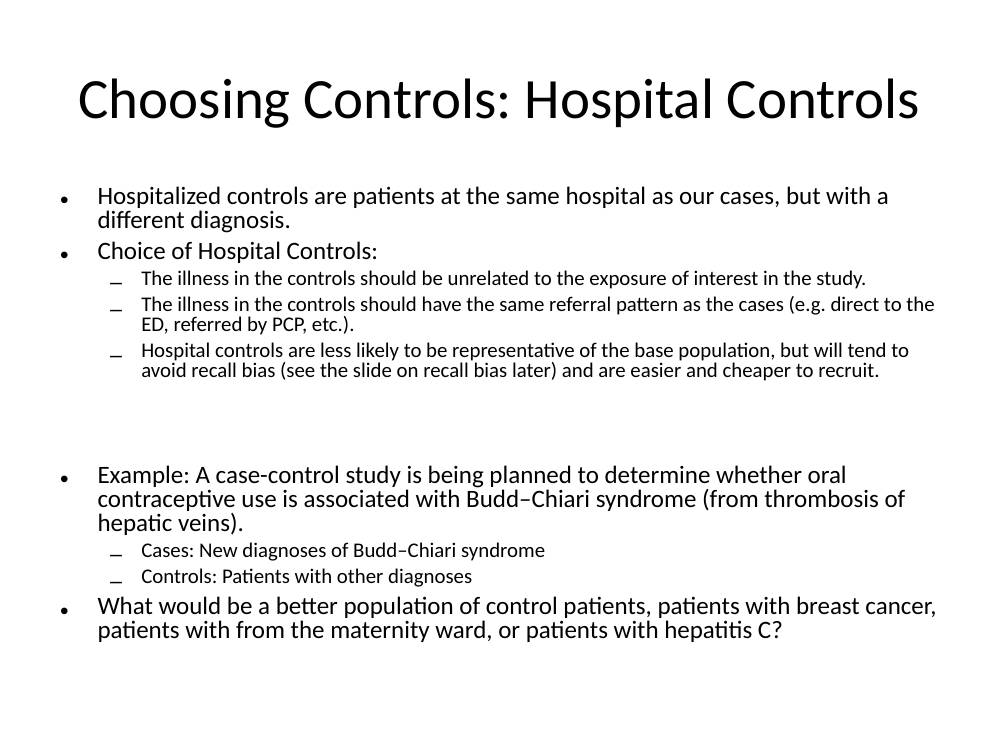 Choosing Controls: Hospital Controls
• Hospitalized controls are patients at the same hospital as our cases, but with a
different diagnosis.
• Choice of Hospital Controls:
– The illness in the controls should be unrelated to the exposure of interest in the study.
– The illness in the controls should have the same referral pattern as the cases (e.g. direct to the
ED, referred by PCP, etc.).
– Hospital controls are less likely to be representative of the base population, but will tend to
avoid recall bias (see the slide on recall bias later) and are easier and cheaper to recruit.
• Example: A case-control study is being planned to determine whether oral
contraceptive use is associated with Budd–Chiari syndrome (from thrombosis of
hepatic veins).
– Cases: New diagnoses of Budd–Chiari syndrome
– Controls: Patients with other diagnoses
• What would be a better population of control patients, patients with breast cancer,
patients with from the maternity ward, or patients with hepatitis C?